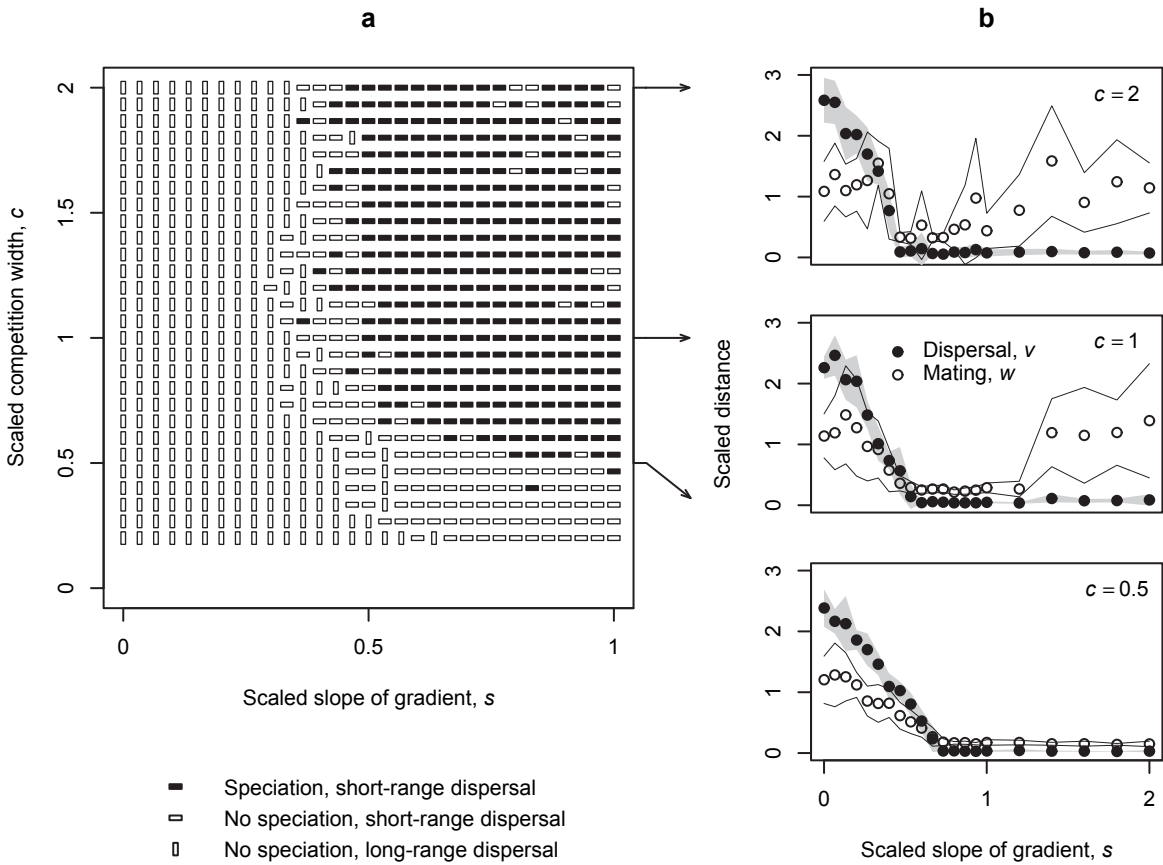 a
Scaled competition width, c
2
1.5
1
0.5
0
0
0.5
1
Scaled slope of gradient, s
Speciation, short-range dispersal
No speciation, short-range dispersal
No speciation, long-range dispersal
b
Scaled distance
3
2
1
0
c = 2
3
2
1
0
Dispersal, v
Mating, w
c = 1
3
2
1
0
c = 0.5
0
1
2
Scaled slope of gradient, s